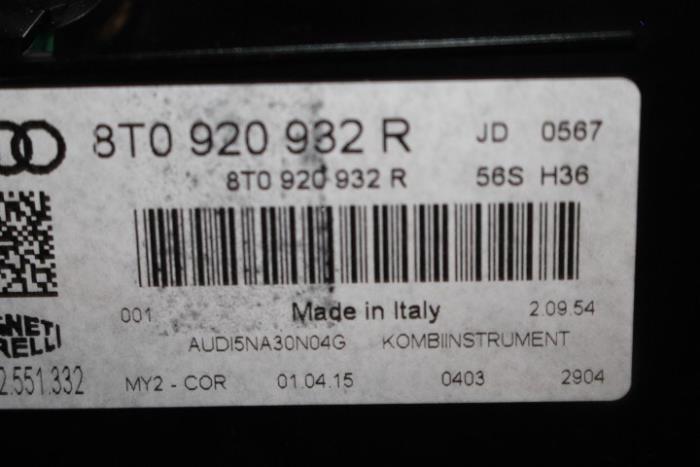 8T0 920 932 R JD 0567
8T0 920 932 R 56S H36
001 Made in Italy 2.09.54
AUDI5NA30N04G KOMBIINSTRUMENT
2.551.332 MY2 - COR 01.04.15 0403 2904